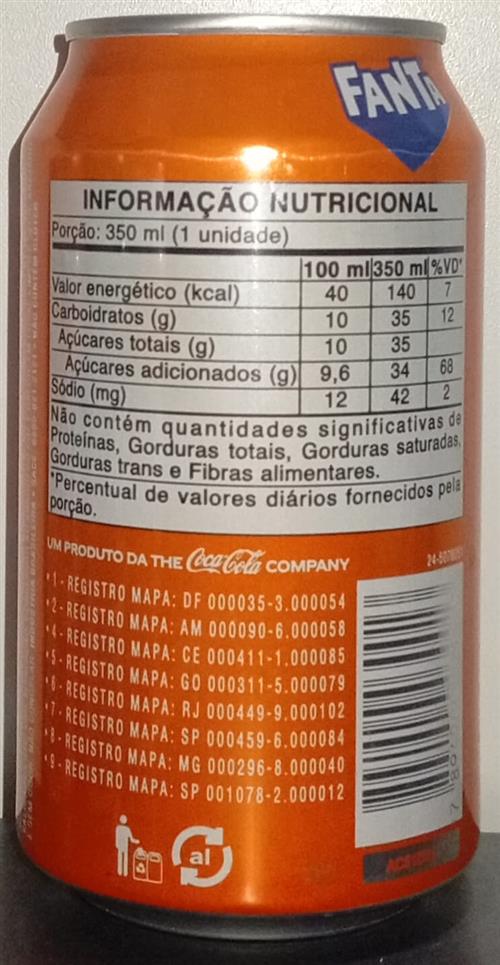 FANTA
INFORMAÇÃO NUTRICIONAL
Porção: 350 ml (1 unidade)
100 ml 350 ml %VD*
Valor energético (kcal) 40 140 7
Carboidratos (g) 10 35 12
Açúcares totais (g) 10 35
Açúcares adicionados (g) 9,6 34 68
Sódio (mg) 12 42 2
Não contém quantidades significativas de
Proteínas, Gorduras totais, Gorduras saturadas,
Gorduras trans e Fibras alimentares.
*Percentual de valores diários fornecidos pela
porção.
UM PRODUTO DA THE Coca-Cola COMPANY
*1 - REGISTRO MAPA: DF 000035-3.000054
*2 - REGISTRO MAPA: AM 000090-6.000058
*4 - REGISTRO MAPA: CE 000411-1.000085
*5 - REGISTRO MAPA: GO 000311-5.000079
*6 - REGISTRO MAPA: RJ 000449-9.000102
*7 - REGISTRO MAPA: SP 000459-6.000084
*8 - REGISTRO MAPA: MG 000296-8.000040
*9 - REGISTRO MAPA: SP 001078-2.000012
al